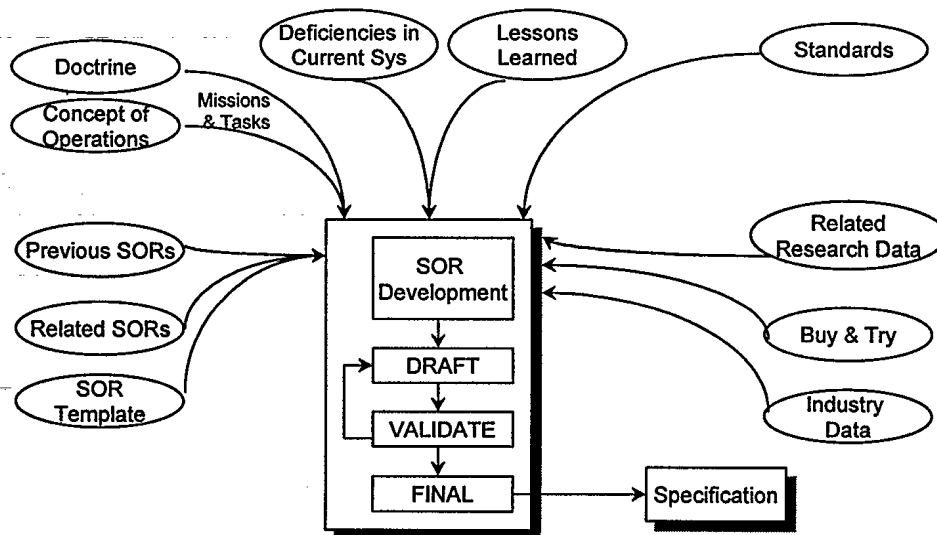 Deficiencies in
Current Sys
Lessons
Learned
Standards
Doctrine
Concept of
Operations
Missions
& Tasks
Previous SORs
Related SORs
SOR
Template
SOR
Development
DRAFT
VALIDATE
FINAL
Related
Research Data
Buy & Try
Industry
Data
Specification